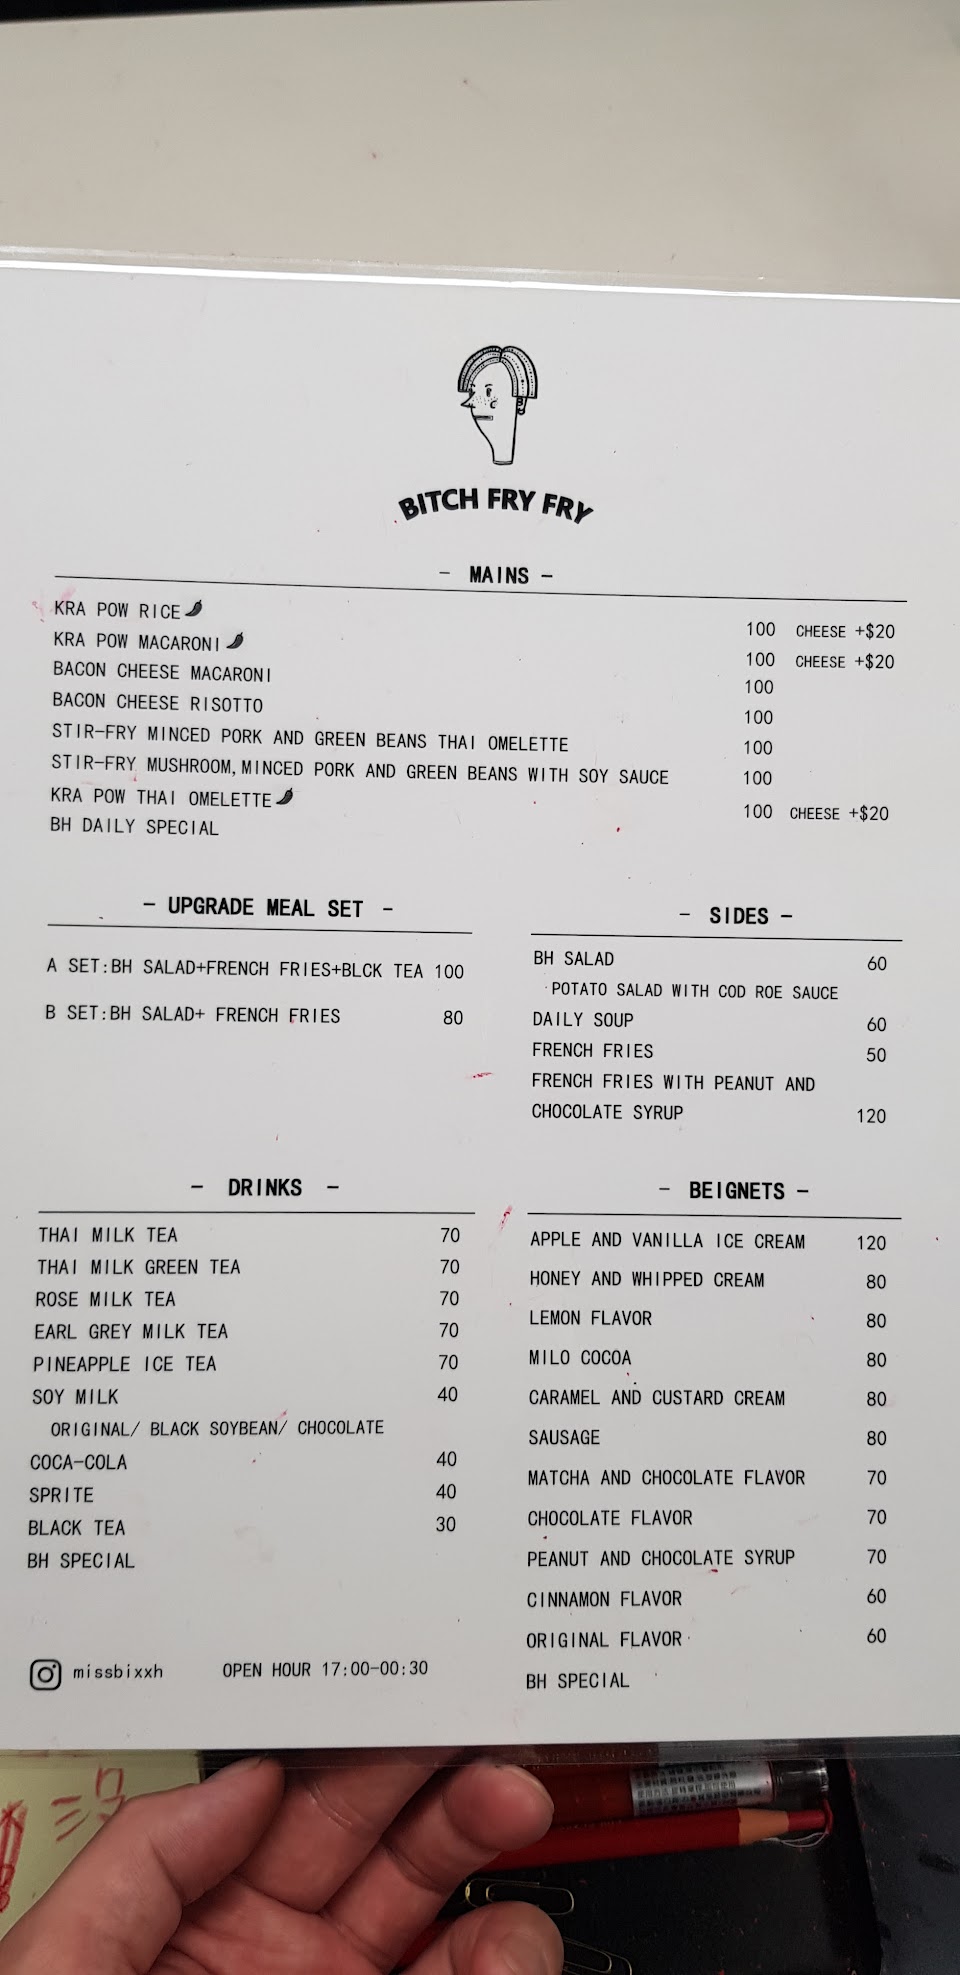 BITCH FRY FRY
- MAINS -
KRA POW RICE 100 CHEESE +$20
KRA POW MACARONI 100 CHEESE +$20
BACON CHEESE MACARONI 100
BACON CHEESE RISOTTO 100
STIR-FRY MINCED PORK AND GREEN BEANS THAI OMELETTE 100
STIR-FRY MUSHROOM,MINCED PORK AND GREEN BEANS WITH SOY SAUCE 100
KRA POW THAI OMELETTE 100 CHEESE +$20
BH DAILY SPECIAL
- UPGRADE MEAL SET -
A SET:BH SALAD+FRENCH FRIES+BLCK TEA 100
B SET:BH SALAD+ FRENCH FRIES 80
- SIDES -
BH SALAD 60
POTATO SALAD WITH COD ROE SAUCE
DAILY SOUP 60
FRENCH FRIES 50
FRENCH FRIES WITH PEANUT AND
CHOCOLATE SYRUP 120
- DRINKS -
THAI MILK TEA 70
THAI MILK GREEN TEA 70
ROSE MILK TEA 70
EARL GREY MILK TEA 70
PINEAPPLE ICE TEA 70
SOY MILK 40
ORIGINAL/ BLACK SOYBEAN/ CHOCOLATE
COCA-COLA 40
SPRITE 40
BLACK TEA 30
BH SPECIAL
- BEIGNETS -
APPLE AND VANILLA ICE CREAM 120
HONEY AND WHIPPED CREAM 80
LEMON FLAVOR 80
MILO COCOA 80
CARAMEL AND CUSTARD CREAM 80
SAUSAGE 80
MATCHA AND CHOCOLATE FLAVOR 70
CHOCOLATE FLAVOR 70
PEANUT AND CHOCOLATE SYRUP 70
CINNAMON FLAVOR 60
ORIGINAL FLAVOR 60
BH SPECIAL
missbixxh OPEN HOUR 17:00-00:30